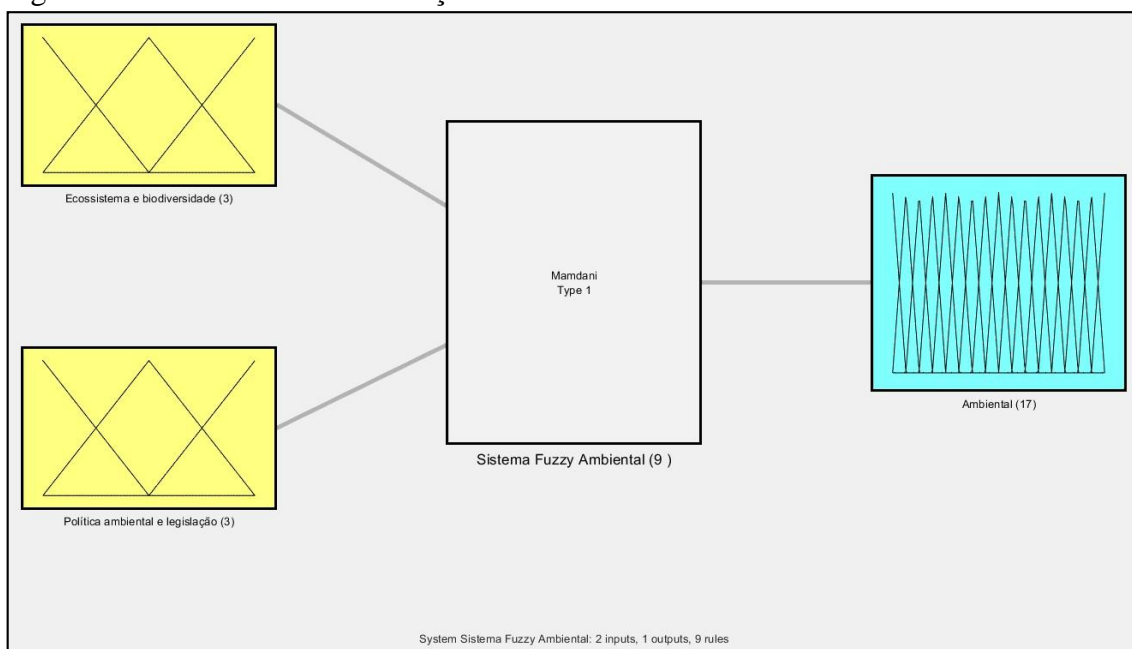 Ecossistema e biodiversidade (3)
Mamdani
Type 1
Ambiental (17)
Sistema Fuzzy Ambiental (9 )
Política ambiental e legislação (3)
System Sistema Fuzzy Ambiental: 2 inputs, 1 outputs, 9 rules